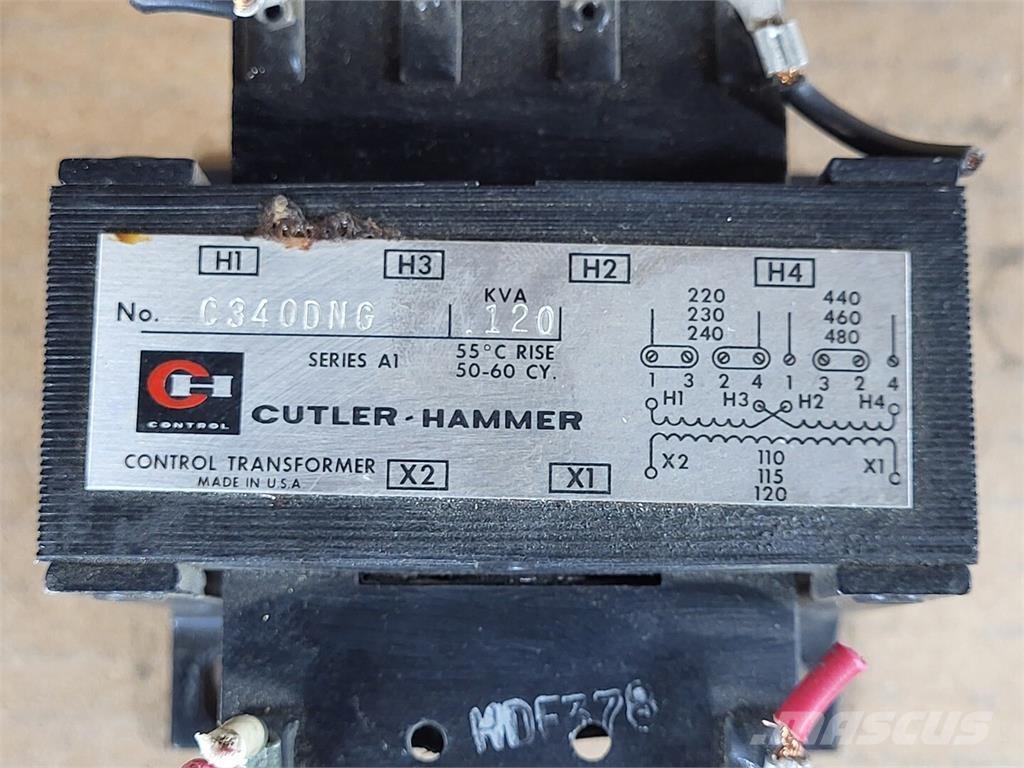 H1 H3 H2 H4
No. C340DNG
KVA
.120
SERIES A1
55°C RISE
50-60 CY.
CH
CONTROL
CUTLER-HAMMER
CONTROL TRANSFORMER
MADE IN U.S.A
X2 X1
220 440
230 460
240 480
1 3 2 4 1 3 2 4
H1 H3 H2 H4
X2 110 X1
115
120
HDF378
MASCUS